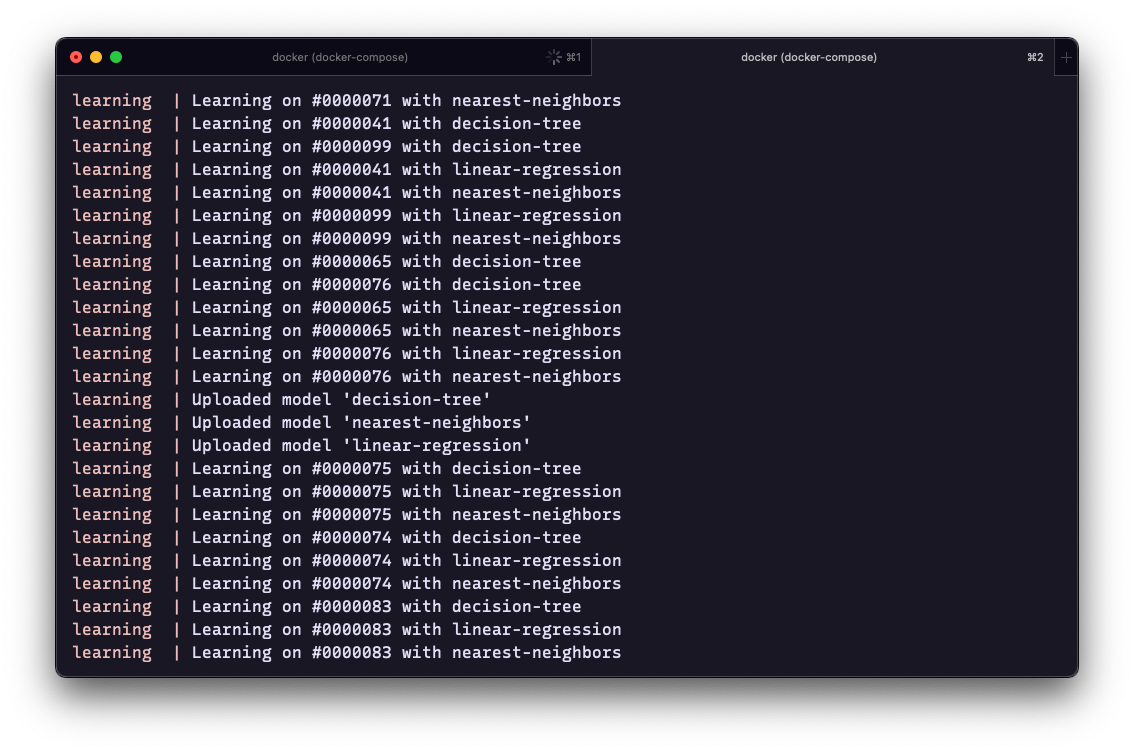 docker (docker-compose) ⌘1 docker (docker-compose) ⌘2 +
learning | Learning on #0000071 with nearest-neighbors
learning | Learning on #0000041 with decision-tree
learning | Learning on #0000099 with decision-tree
learning | Learning on #0000041 with linear-regression
learning | Learning on #0000041 with nearest-neighbors
learning | Learning on #0000099 with linear-regression
learning | Learning on #0000099 with nearest-neighbors
learning | Learning on #0000065 with decision-tree
learning | Learning on #0000076 with decision-tree
learning | Learning on #0000065 with linear-regression
learning | Learning on #0000065 with nearest-neighbors
learning | Learning on #0000076 with linear-regression
learning | Learning on #0000076 with nearest-neighbors
learning | Uploaded model 'decision-tree'
learning | Uploaded model 'nearest-neighbors'
learning | Uploaded model 'linear-regression'
learning | Learning on #0000075 with decision-tree
learning | Learning on #0000075 with linear-regression
learning | Learning on #0000075 with nearest-neighbors
learning | Learning on #0000074 with decision-tree
learning | Learning on #0000074 with linear-regression
learning | Learning on #0000074 with nearest-neighbors
learning | Learning on #0000083 with decision-tree
learning | Learning on #0000083 with linear-regression
learning | Learning on #0000083 with nearest-neighbors